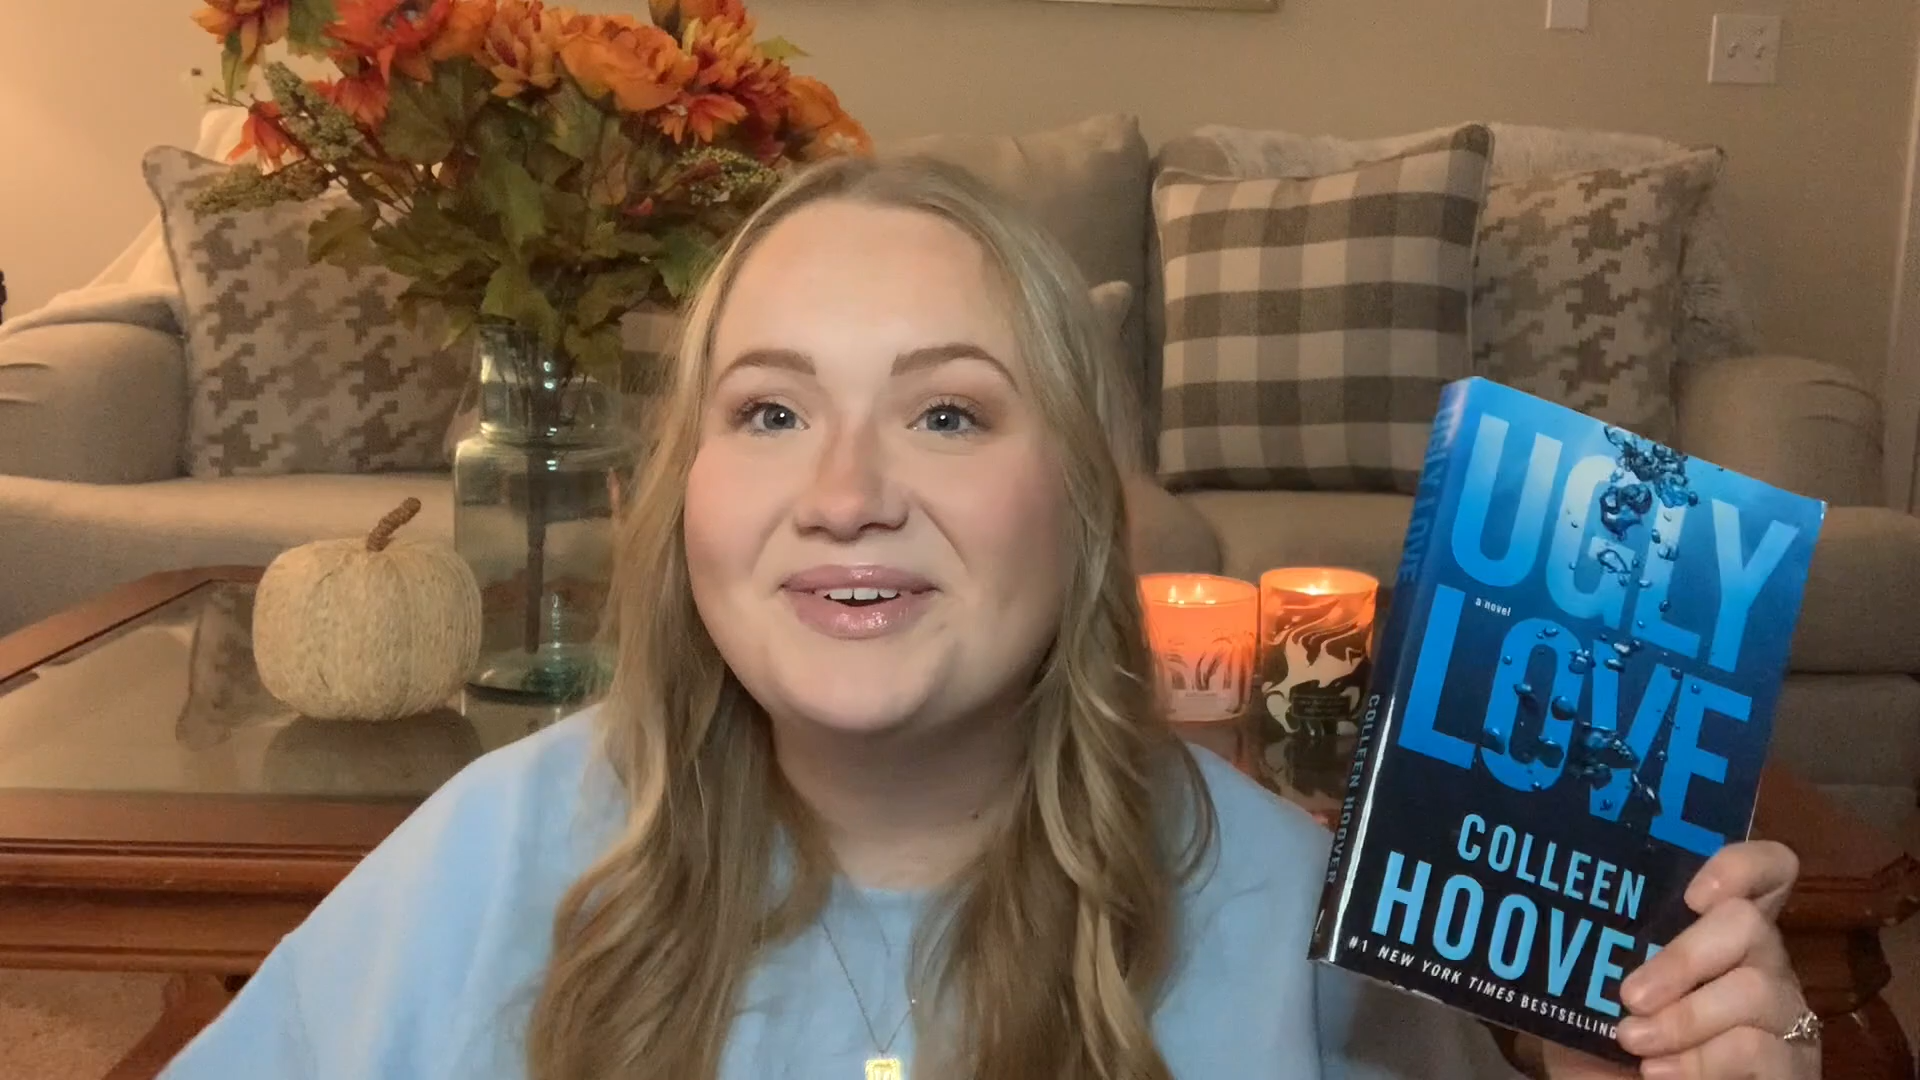 UGLY
a novel
LOVE
COLLEEN
HOOVE
#1 NEW YORK TIMES BESTSELLING
UGLY LOVE
COLLEEN HOOVER